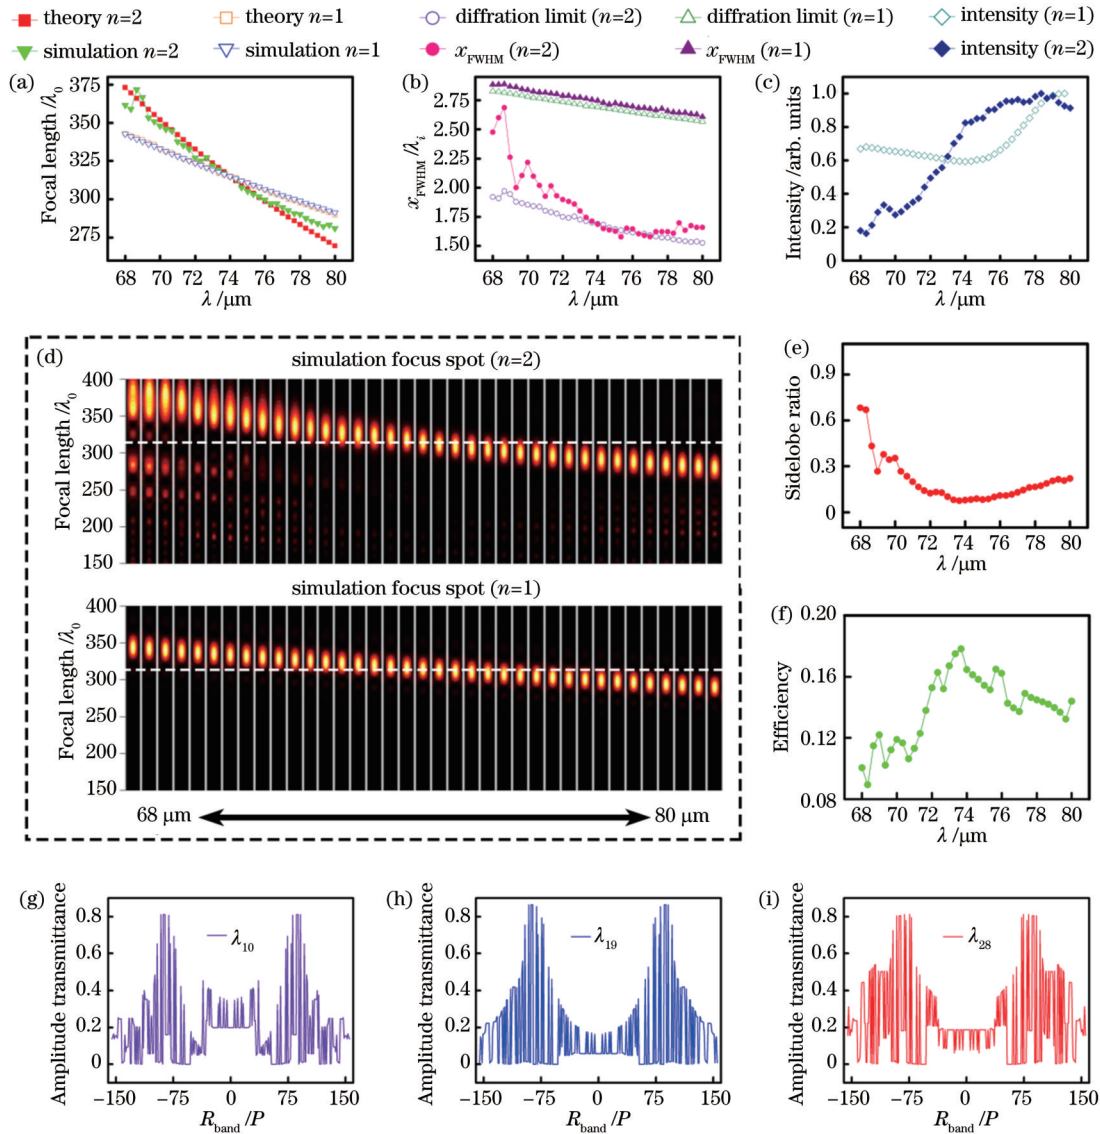 theory n=2 theory n=1 diffration limit (n=2) diffration limit (n=1) intensity (n=1)
simulation n=2 simulation n=1 xFWHM (n=2) xFWHM (n=1) intensity (n=2)
(a)
Focal length /λ0
375
350
325
300
275
68 70 72 74 76 78 80
λ /μm
(b)
xFWHM /λi
2.75
2.50
2.25
2.00
1.75
1.50
68 70 72 74 76 78 80
λ /μm
(c)
Intensity /arb. units
1.0
0.8
0.6
0.4
0.2
0
68 70 72 74 76 78 80
λ /μm
(d)
simulation focus spot (n=2)
Focal length /λ0
400
350
300
250
200
150
simulation focus spot (n=1)
Focal length /λ0
400
350
300
250
200
150
68 μm 80 μm
(e)
Sidelobe ratio
0.9
0.6
0.3
0
68 70 72 74 76 78 80
λ /μm
(f)
Efficiency
0.20
0.16
0.12
0.08
68 70 72 74 76 78 80
λ /μm
(g)
Amplitude transmittance
0.8
0.6
0.4
0.2
0
λ10
−150 −75 0 75 150
Rband /P
(h)
Amplitude transmittance
0.8
0.6
0.4
0.2
0
λ19
−150 −75 0 75 150
Rband /P
(i)
Amplitude transmittance
0.8
0.6
0.4
0.2
0
λ28
−150 −75 0 75 150
Rband /P